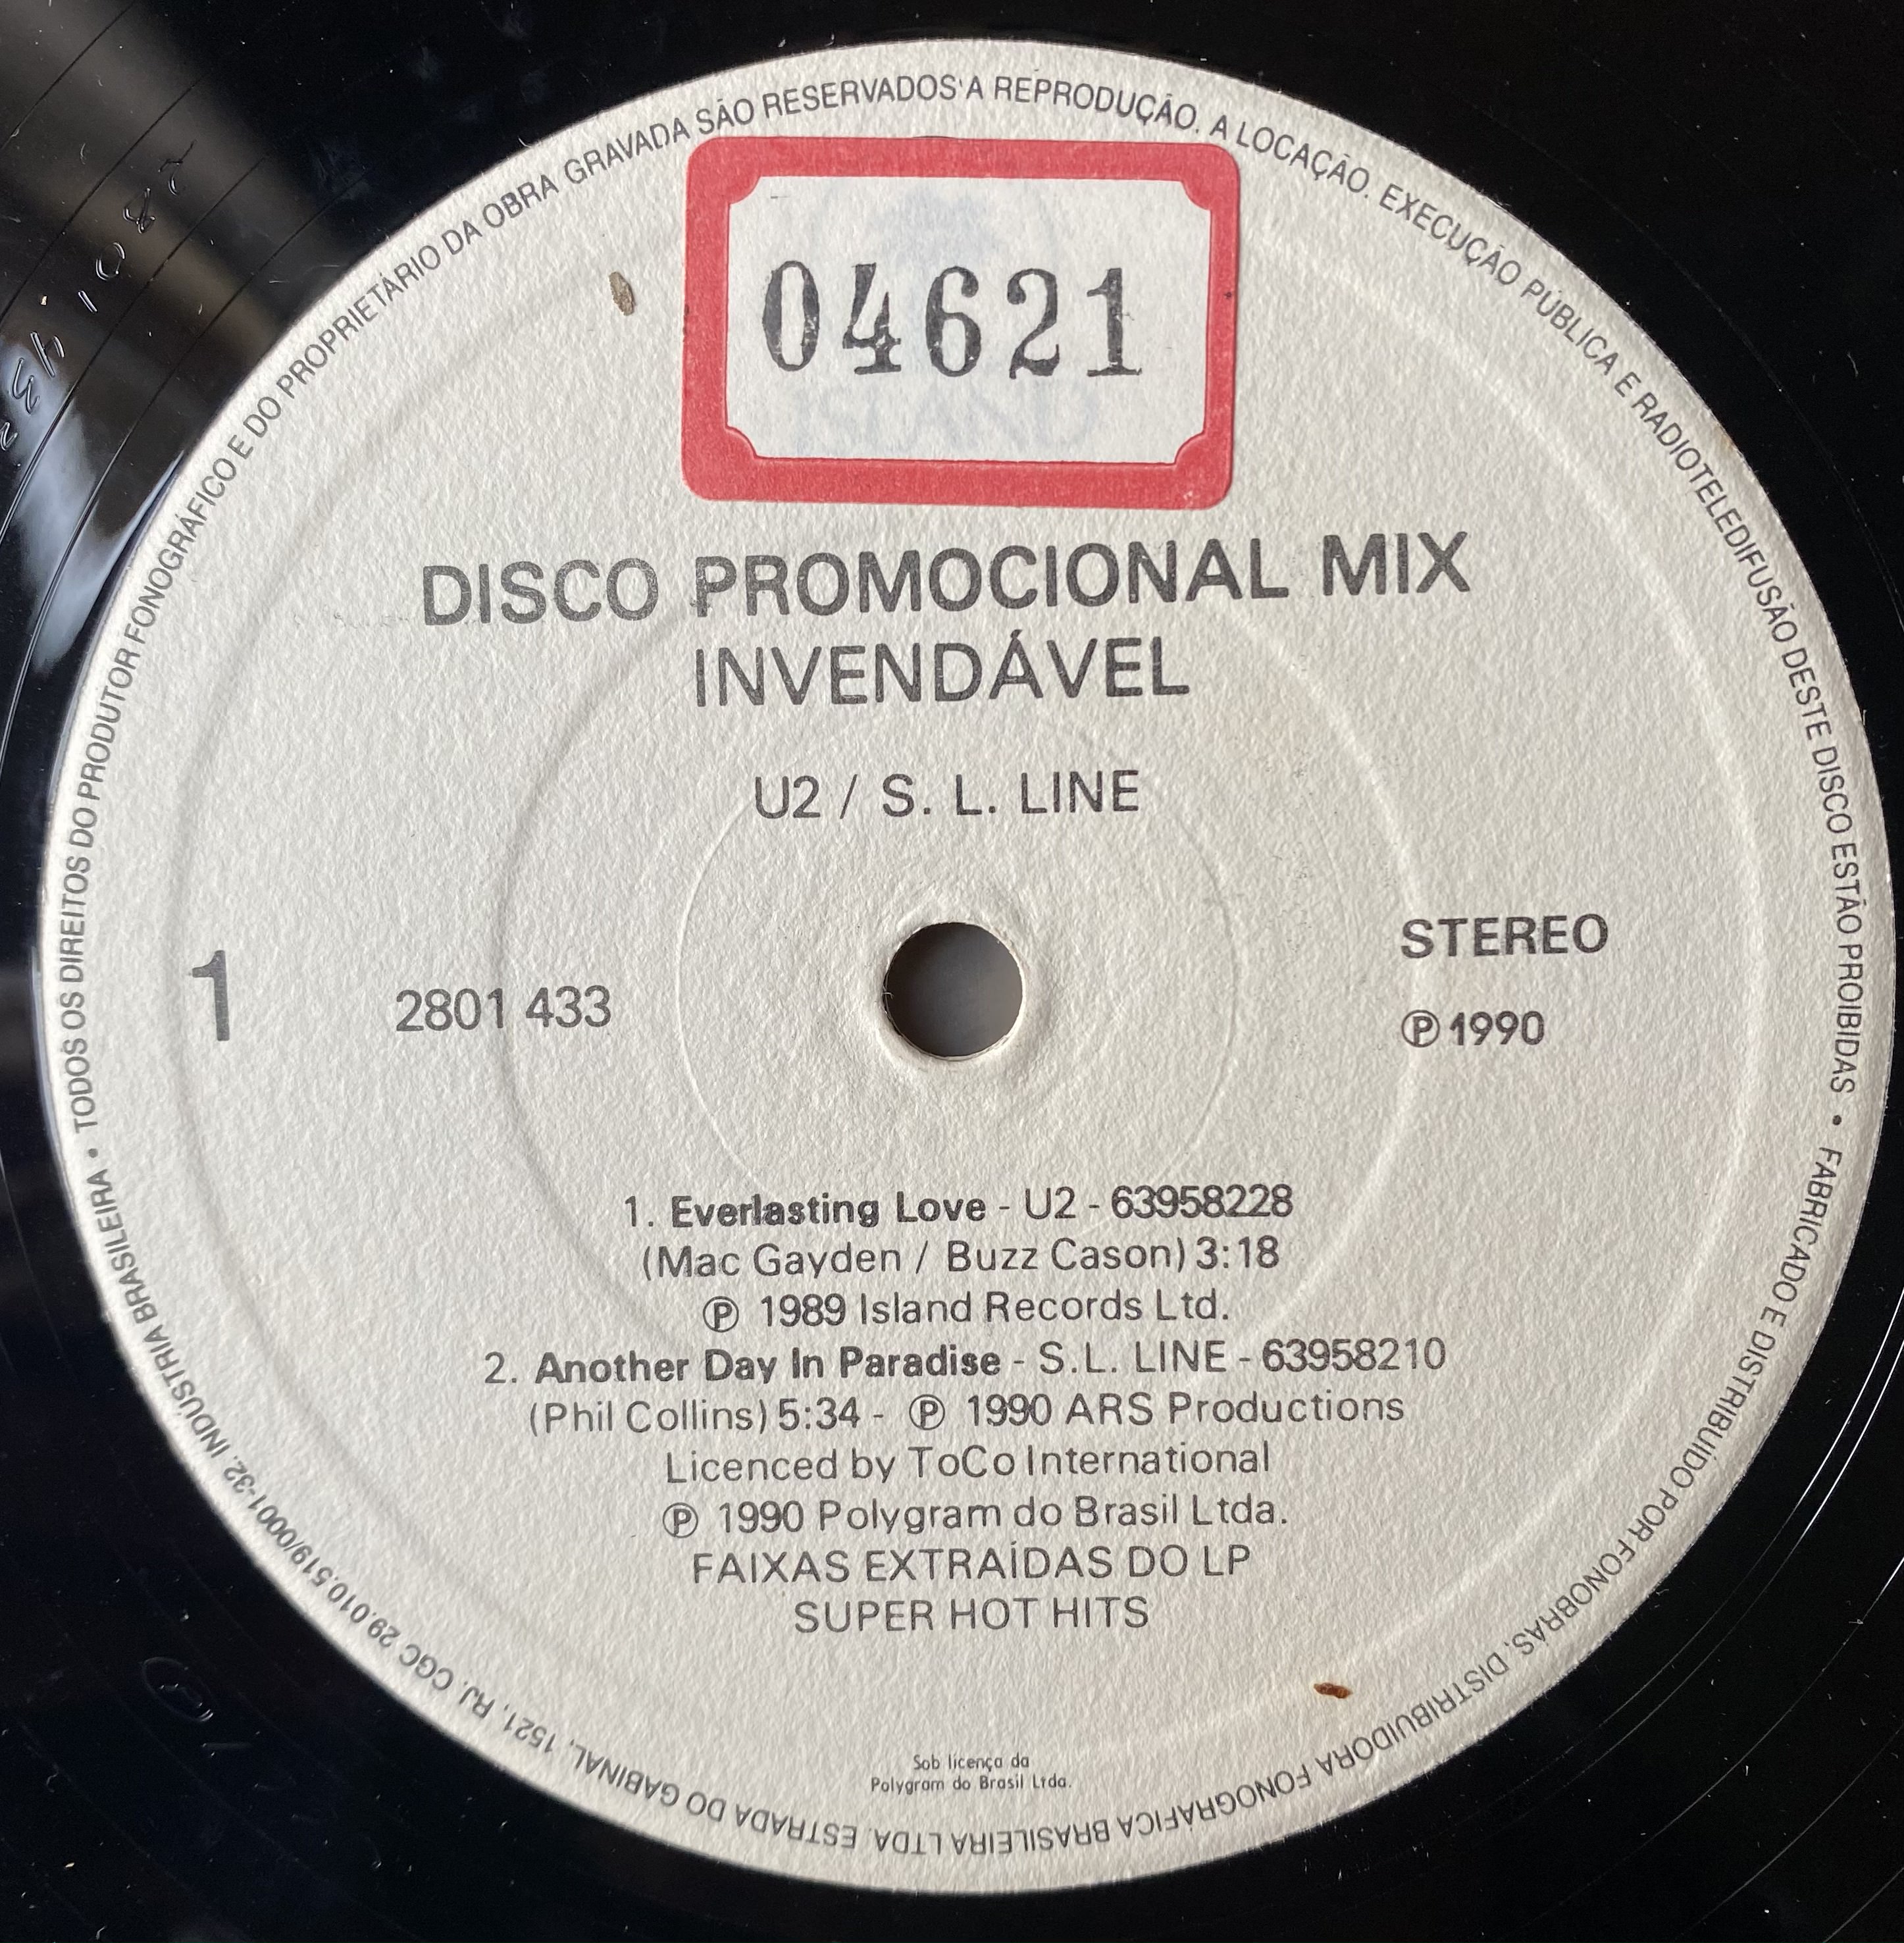 TODOS OS DIREITOS DO PRODUTOR FONOGRÁFICO E DO PROPRIETÁRIO DA OBRA GRAVADA SÃO RESERVADOS A REPRODUÇÃO. A LOCAÇÃO. EXECUÇÃO PÚBLICA E RADIOTELEDIFUSÃO DESTE DISCO ESTÃO PROIBIDAS •
FABRICADO E DISTRIBUÍDO POR FONOBRAS, DISTRIBUIDORA FONOGRÁFICA BRASILEIRA LTDA. ESTRADA DO GABINAL, 1521, RJ. CGC 29.010.519/0001-32. INDÚSTRIA BRASILEIRA •
04621
ISLAND
DISCO PROMOCIONAL MIX
INVENDÁVEL
U2 / S. L. LINE
STEREO
1
2801 433
℗ 1990
1. Everlasting Love - U2 - 63958228
(Mac Gayden / Buzz Cason) 3:18
℗ 1989 Island Records Ltd.
2. Another Day In Paradise - S.L. LINE - 63958210
(Phil Collins) 5:34 - ℗ 1990 ARS Productions
Licenced by ToCo International
℗ 1990 Polygram do Brasil Ltda.
FAIXAS EXTRAÍDAS DO LP
SUPER HOT HITS
Sob licença da
Polygram do Brasil Ltda.